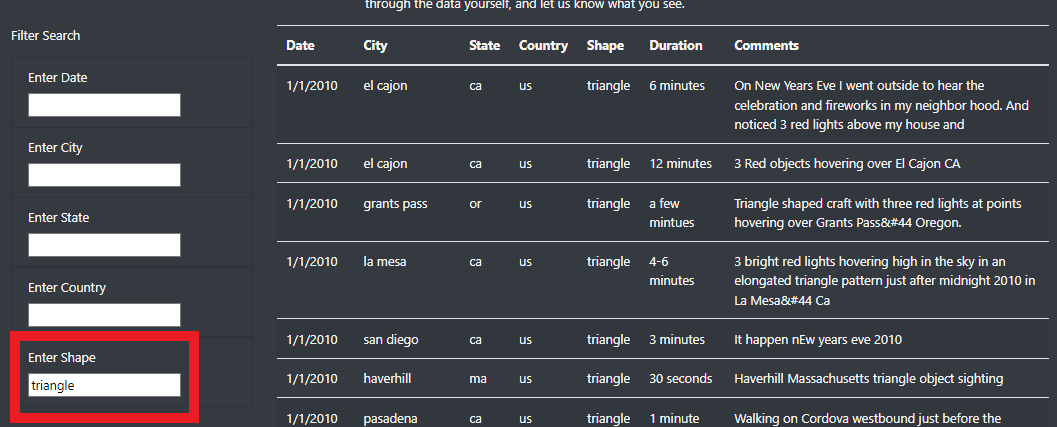 through the data yourself, and let us know what you see.
Filter Search
Enter Date
Enter City
Enter State
Enter Country
Enter Shape
triangle
Date City State Country Shape Duration Comments
1/1/2010 el cajon ca us triangle 6 minutes On New Years Eve I went outside to hear the
celebration and fireworks in my neighbor hood. And
noticed 3 red lights above my house and
1/1/2010 el cajon ca us triangle 12 minutes 3 Red objects hovering over El Cajon CA
1/1/2010 grants pass or us triangle a few Triangle shaped craft with three red lights at points
mintues hovering over Grants Pass&#44 Oregon.
1/1/2010 la mesa ca us triangle 4-6 3 bright red lights hovering high in the sky in an
minutes elongated triangle pattern just after midnight 2010 in
La Mesa&#44 Ca
1/1/2010 san diego ca us triangle 3 minutes It happen nEw years eve 2010
1/1/2010 haverhill ma us triangle 30 seconds Haverhill Massachusetts triangle object sighting
1/1/2010 pasadena ca us triangle 1 minute Walking on Cordova westbound just before the